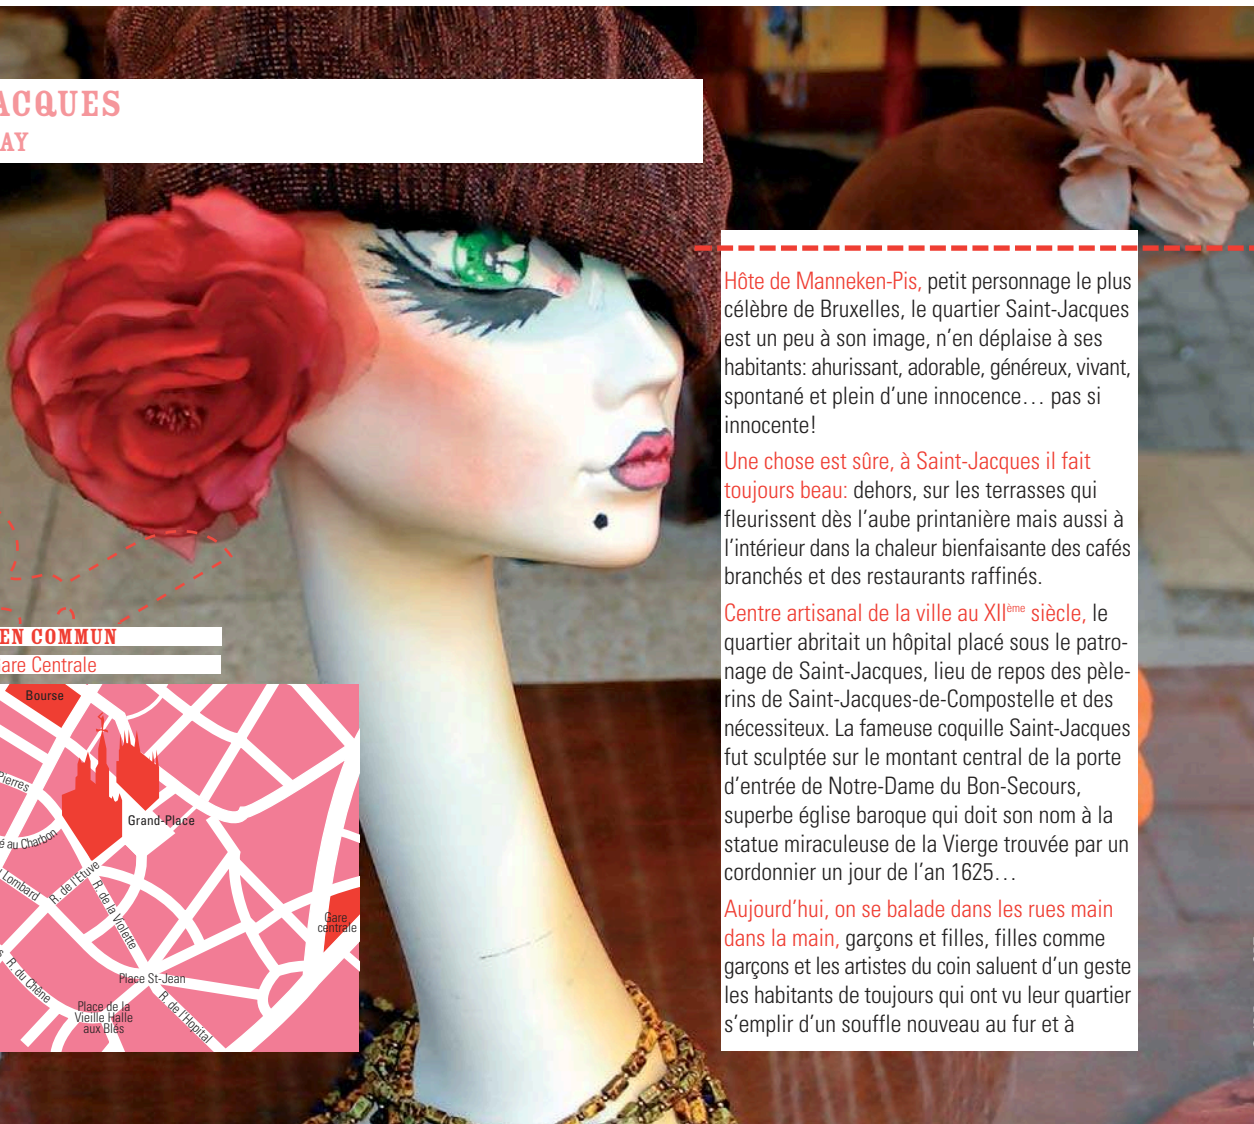 ACQUES
AY
Hôte de Manneken-Pis, petit personnage le plus
célèbre de Bruxelles, le quartier Saint-Jacques
est un peu à son image, n’en déplaise à ses
habitants: ahurissant, adorable, généreux, vivant,
spontané et plein d’une innocence… pas si
innocente!
Une chose est sûre, à Saint-Jacques il fait
toujours beau: dehors, sur les terrasses qui
fleurissent dès l’aube printanière mais aussi à
l’intérieur dans la chaleur bienfaisante des cafés
branchés et des restaurants raffinés.
Centre artisanal de la ville au XIIème siècle, le
quartier abritait un hôpital placé sous le patro-
nage de Saint-Jacques, lieu de repos des pèle-
rins de Saint-Jacques-de-Compostelle et des
nécessiteux. La fameuse coquille Saint-Jacques
fut sculptée sur le montant central de la porte
d’entrée de Notre-Dame du Bon-Secours,
superbe église baroque qui doit son nom à la
statue miraculeuse de la Vierge trouvée par un
cordonnier un jour de l’an 1625…
Aujourd’hui, on se balade dans les rues main
dans la main, garçons et filles, filles comme
garçons et les artistes du coin saluent d’un geste
les habitants de toujours qui ont vu leur quartier
s’emplir d’un souffle nouveau au fur et à
EN COMMUN
are Centrale
Bourse
Pierres
Grand-Place
é au Charbon
Lombard
R. de l'Etuve
R. de la Violette
Gare
centrale
R. du Chêne
Place St-Jean
Place de la
Vieille Halle
aux Blés
R. de l'Hopital